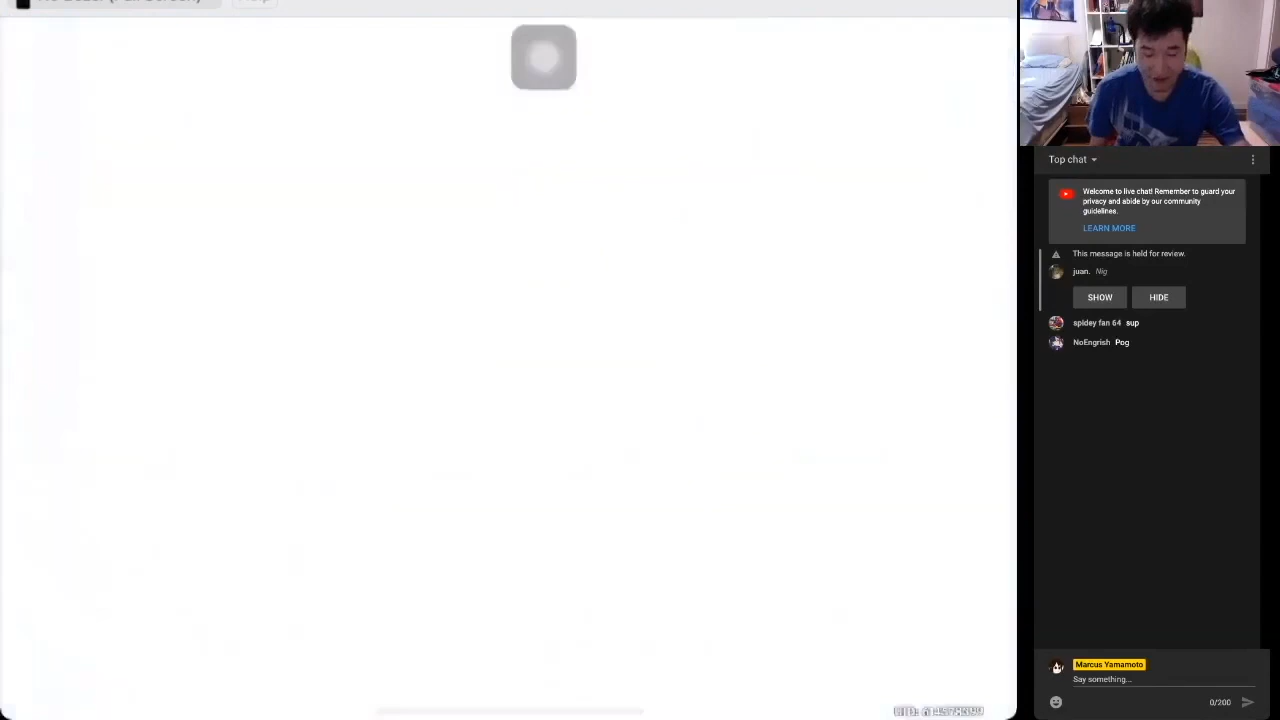 Top chat
Welcome to live chat! Remember to guard your
privacy and abide by our community
guidelines.
LEARN MORE
This message is held for review.
juan. Nig
SHOW
HIDE
spidey fan 64 sup
NoEngrish Pog
Marcus Yamamoto
Say something...
0/200